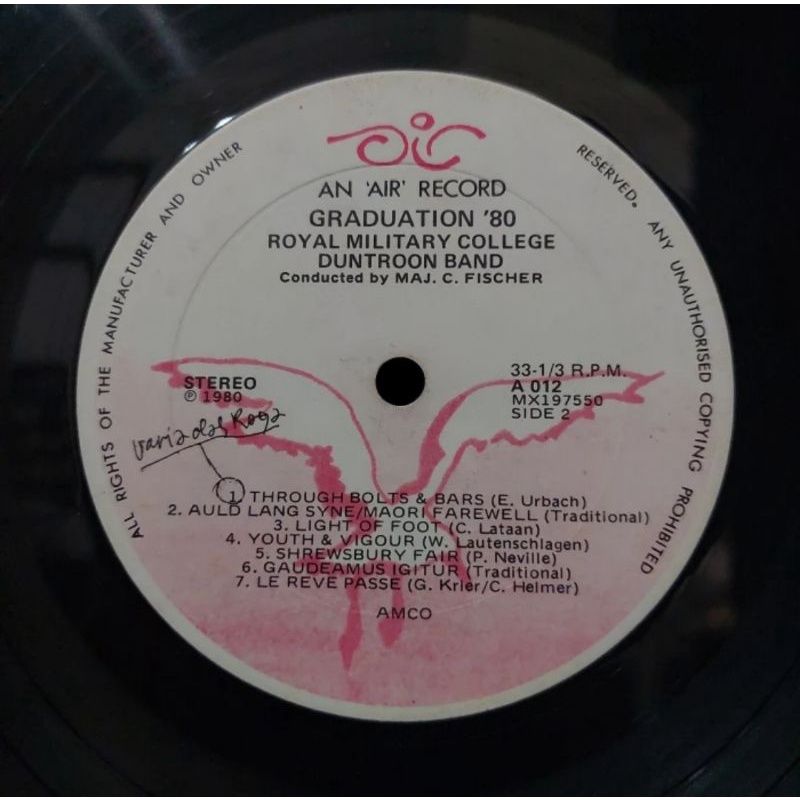 air
AN 'AIR' RECORD
GRADUATION '80
ROYAL MILITARY COLLEGE
DUNTROON BAND
Conducted by MAJ. C. FISCHER
STEREO
℗ 1980
33-1/3 R.P.M.
A 012
MX197550
SIDE 2
1. THROUGH BOLTS & BARS (E. Urbach)
2. AULD LANG SYNE/MAORI FAREWELL (Traditional)
3. LIGHT OF FOOT (C. Lataan)
4. YOUTH & VIGOUR (W. Lautenschlagen)
5. SHREWSBURY FAIR (P. Neville)
6. GAUDEAMUS IGITUR (Traditional)
7. LE REVE PASSE (G. Krier/C. Helmer)
AMCO
ALL RIGHTS OF THE MANUFACTURER AND OWNER RESERVED. ANY UNAUTHORISED COPYING PROHIBITED